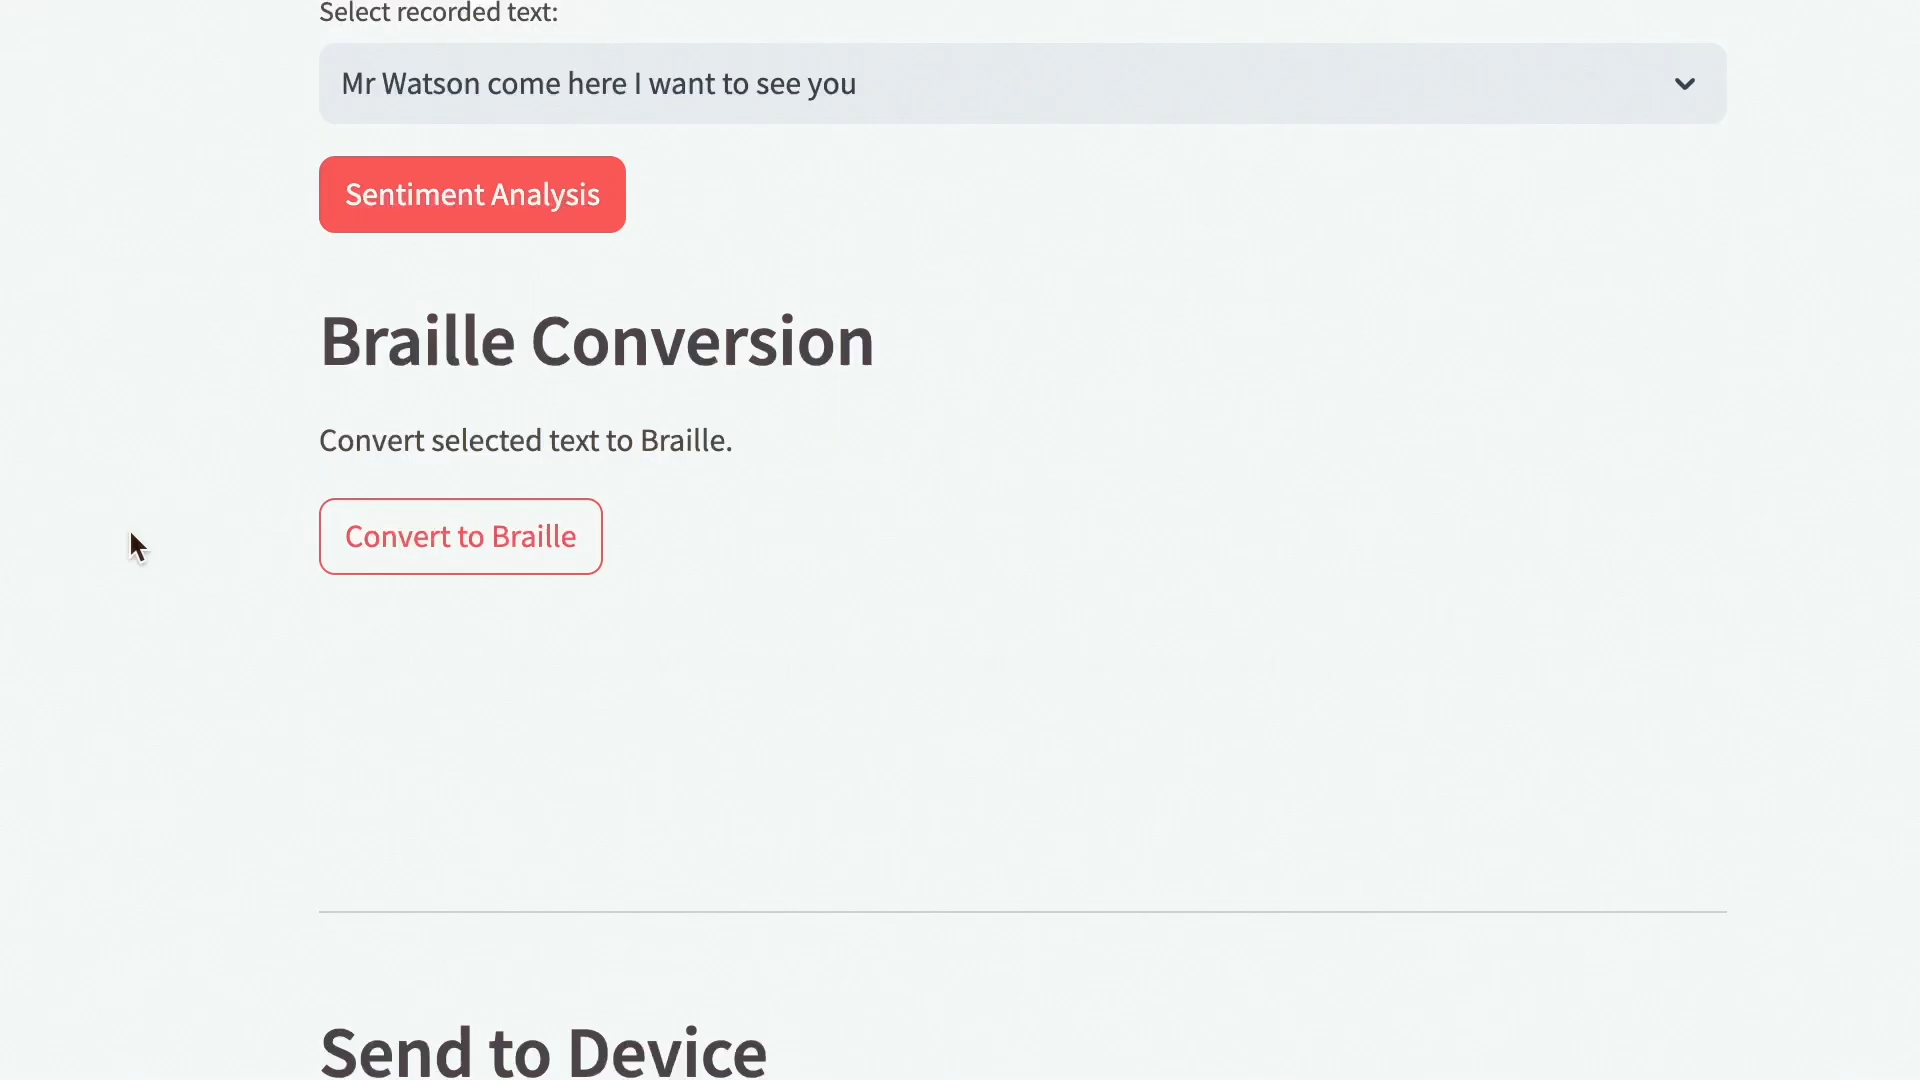 Select recorded text:
Mr Watson come here I want to see you
Sentiment Analysis
Braille Conversion
Convert selected text to Braille.
Convert to Braille
Send to Device